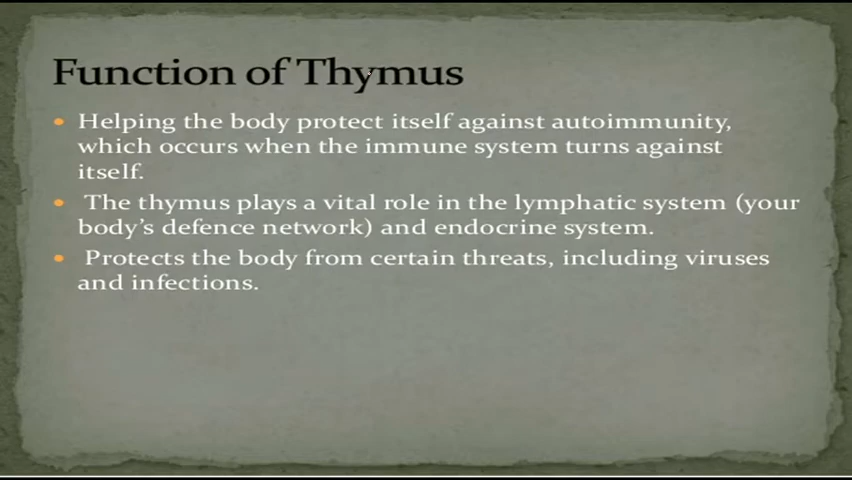 Function of Thymus
Helping the body protect itself against autoimmunity,
which occurs when the immune system turns against
itself.
The thymus plays a vital role in the lymphatic system (your
body’s defence network) and endocrine system.
Protects the body from certain threats, including viruses
and infections.